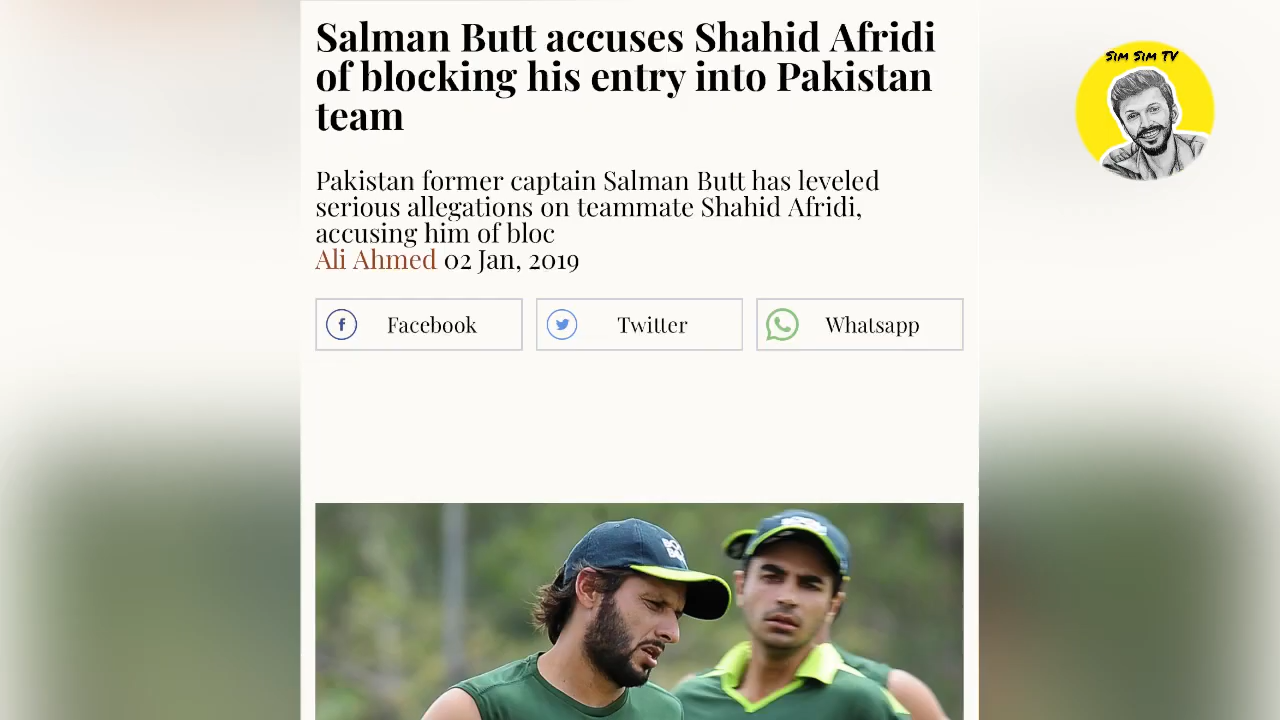 Salman Butt accuses Shahid Afridi
of blocking his entry into Pakistan
team
SIM SIM TV
Pakistan former captain Salman Butt has leveled
serious allegations on teammate Shahid Afridi,
accusing him of bloc
Ali Ahmed 02 Jan, 2019
Facebook
Twitter
Whatsapp